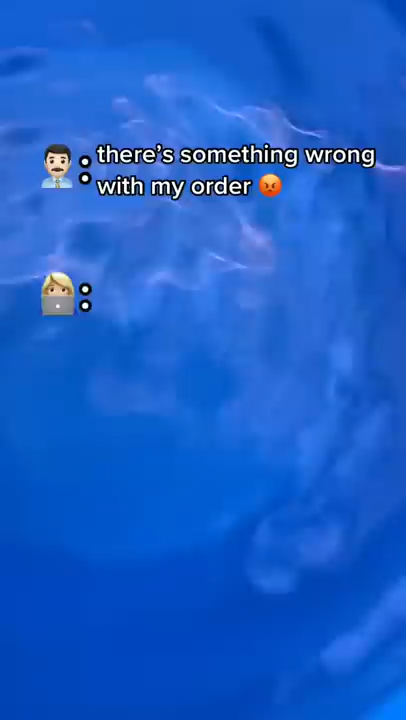 👨🏻‍💼: there's something wrong
with my order 😡
👩🏼‍💻: